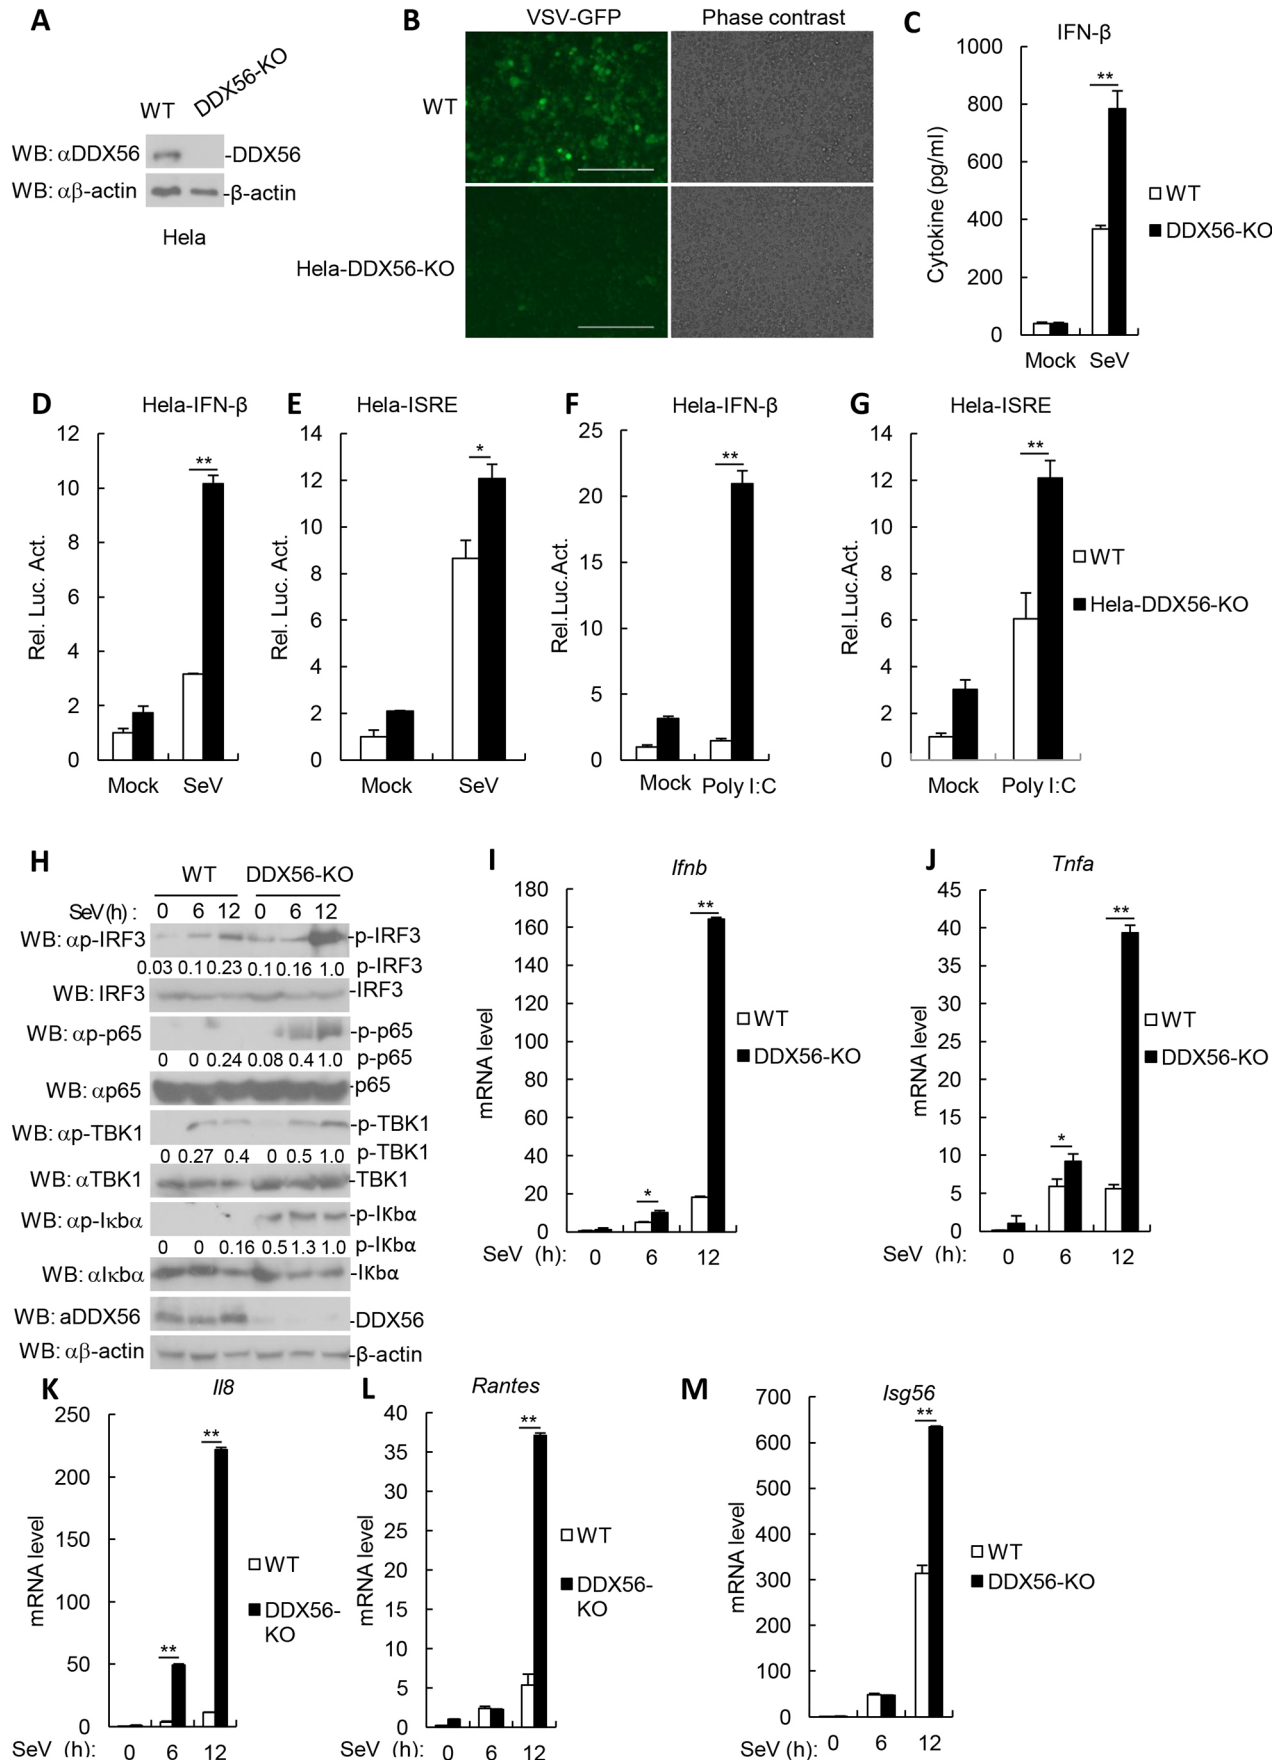 A
WT
DDX56-KO
WB: αDDX56
-DDX56
WB: αβ-actin
-β-actin
Hela
B
VSV-GFP
Phase contrast
WT
Hela-DDX56-KO
C
IFN-β
1000
800
600
400
200
0
Cytokine (pg/ml)
**
Mock
SeV
WT
DDX56-KO
D
Hela-IFN-β
12
10
8
6
4
2
0
Rel. Luc. Act.
**
Mock
SeV
E
Hela-ISRE
14
12
10
8
6
4
2
0
Rel. Luc. Act.
*
Mock
SeV
F
Hela-IFN-β
25
20
15
10
5
0
Rel.Luc.Act.
**
Mock
Poly I:C
G
Hela-ISRE
14
12
10
8
6
4
2
0
Rel.Luc.Act.
**
Mock
Poly I:C
WT
Hela-DDX56-KO
H
WT DDX56-KO
SeV(h) : 0 6 12 0 6 12
WB: αp-IRF3 -p-IRF3
0.03 0.1 0.23 0.1 0.16 1.0 p-IRF3
WB: IRF3 -IRF3
WB: αp-p65 -p-p65
0 0 0.24 0.08 0.4 1.0 p-p65
WB: αp65 -p65
WB: αp-TBK1 -p-TBK1
0 0.27 0.4 0 0.5 1.0 p-TBK1
WB: αTBK1 -TBK1
WB: αp-Iκbα -p-IKbα
0 0 0.16 0.5 1.3 1.0 p-IKbα
WB: αIκbα -IKbα
WB: aDDX56 -DDX56
WB: αβ-actin -β-actin
I
Ifnb
180
160
140
120
100
80
60
40
20
0
mRNA level
*
**
SeV (h): 0 6 12
WT
DDX56-KO
J
Tnfa
45
40
35
30
25
20
15
10
5
0
mRNA level
*
**
SeV (h): 0 6 12
WT
DDX56-KO
K
Il8
250
200
150
100
50
0
mRNA level
**
**
SeV (h): 0 6 12
WT
DDX56-
KO
L
Rantes
40
35
30
25
20
15
10
5
0
mRNA level
**
SeV (h): 0 6 12
WT
DDX56-
KO
M
Isg56
700
600
500
400
300
200
100
0
mRNA level
**
SeV (h): 0 6 12
WT
DDX56-KO